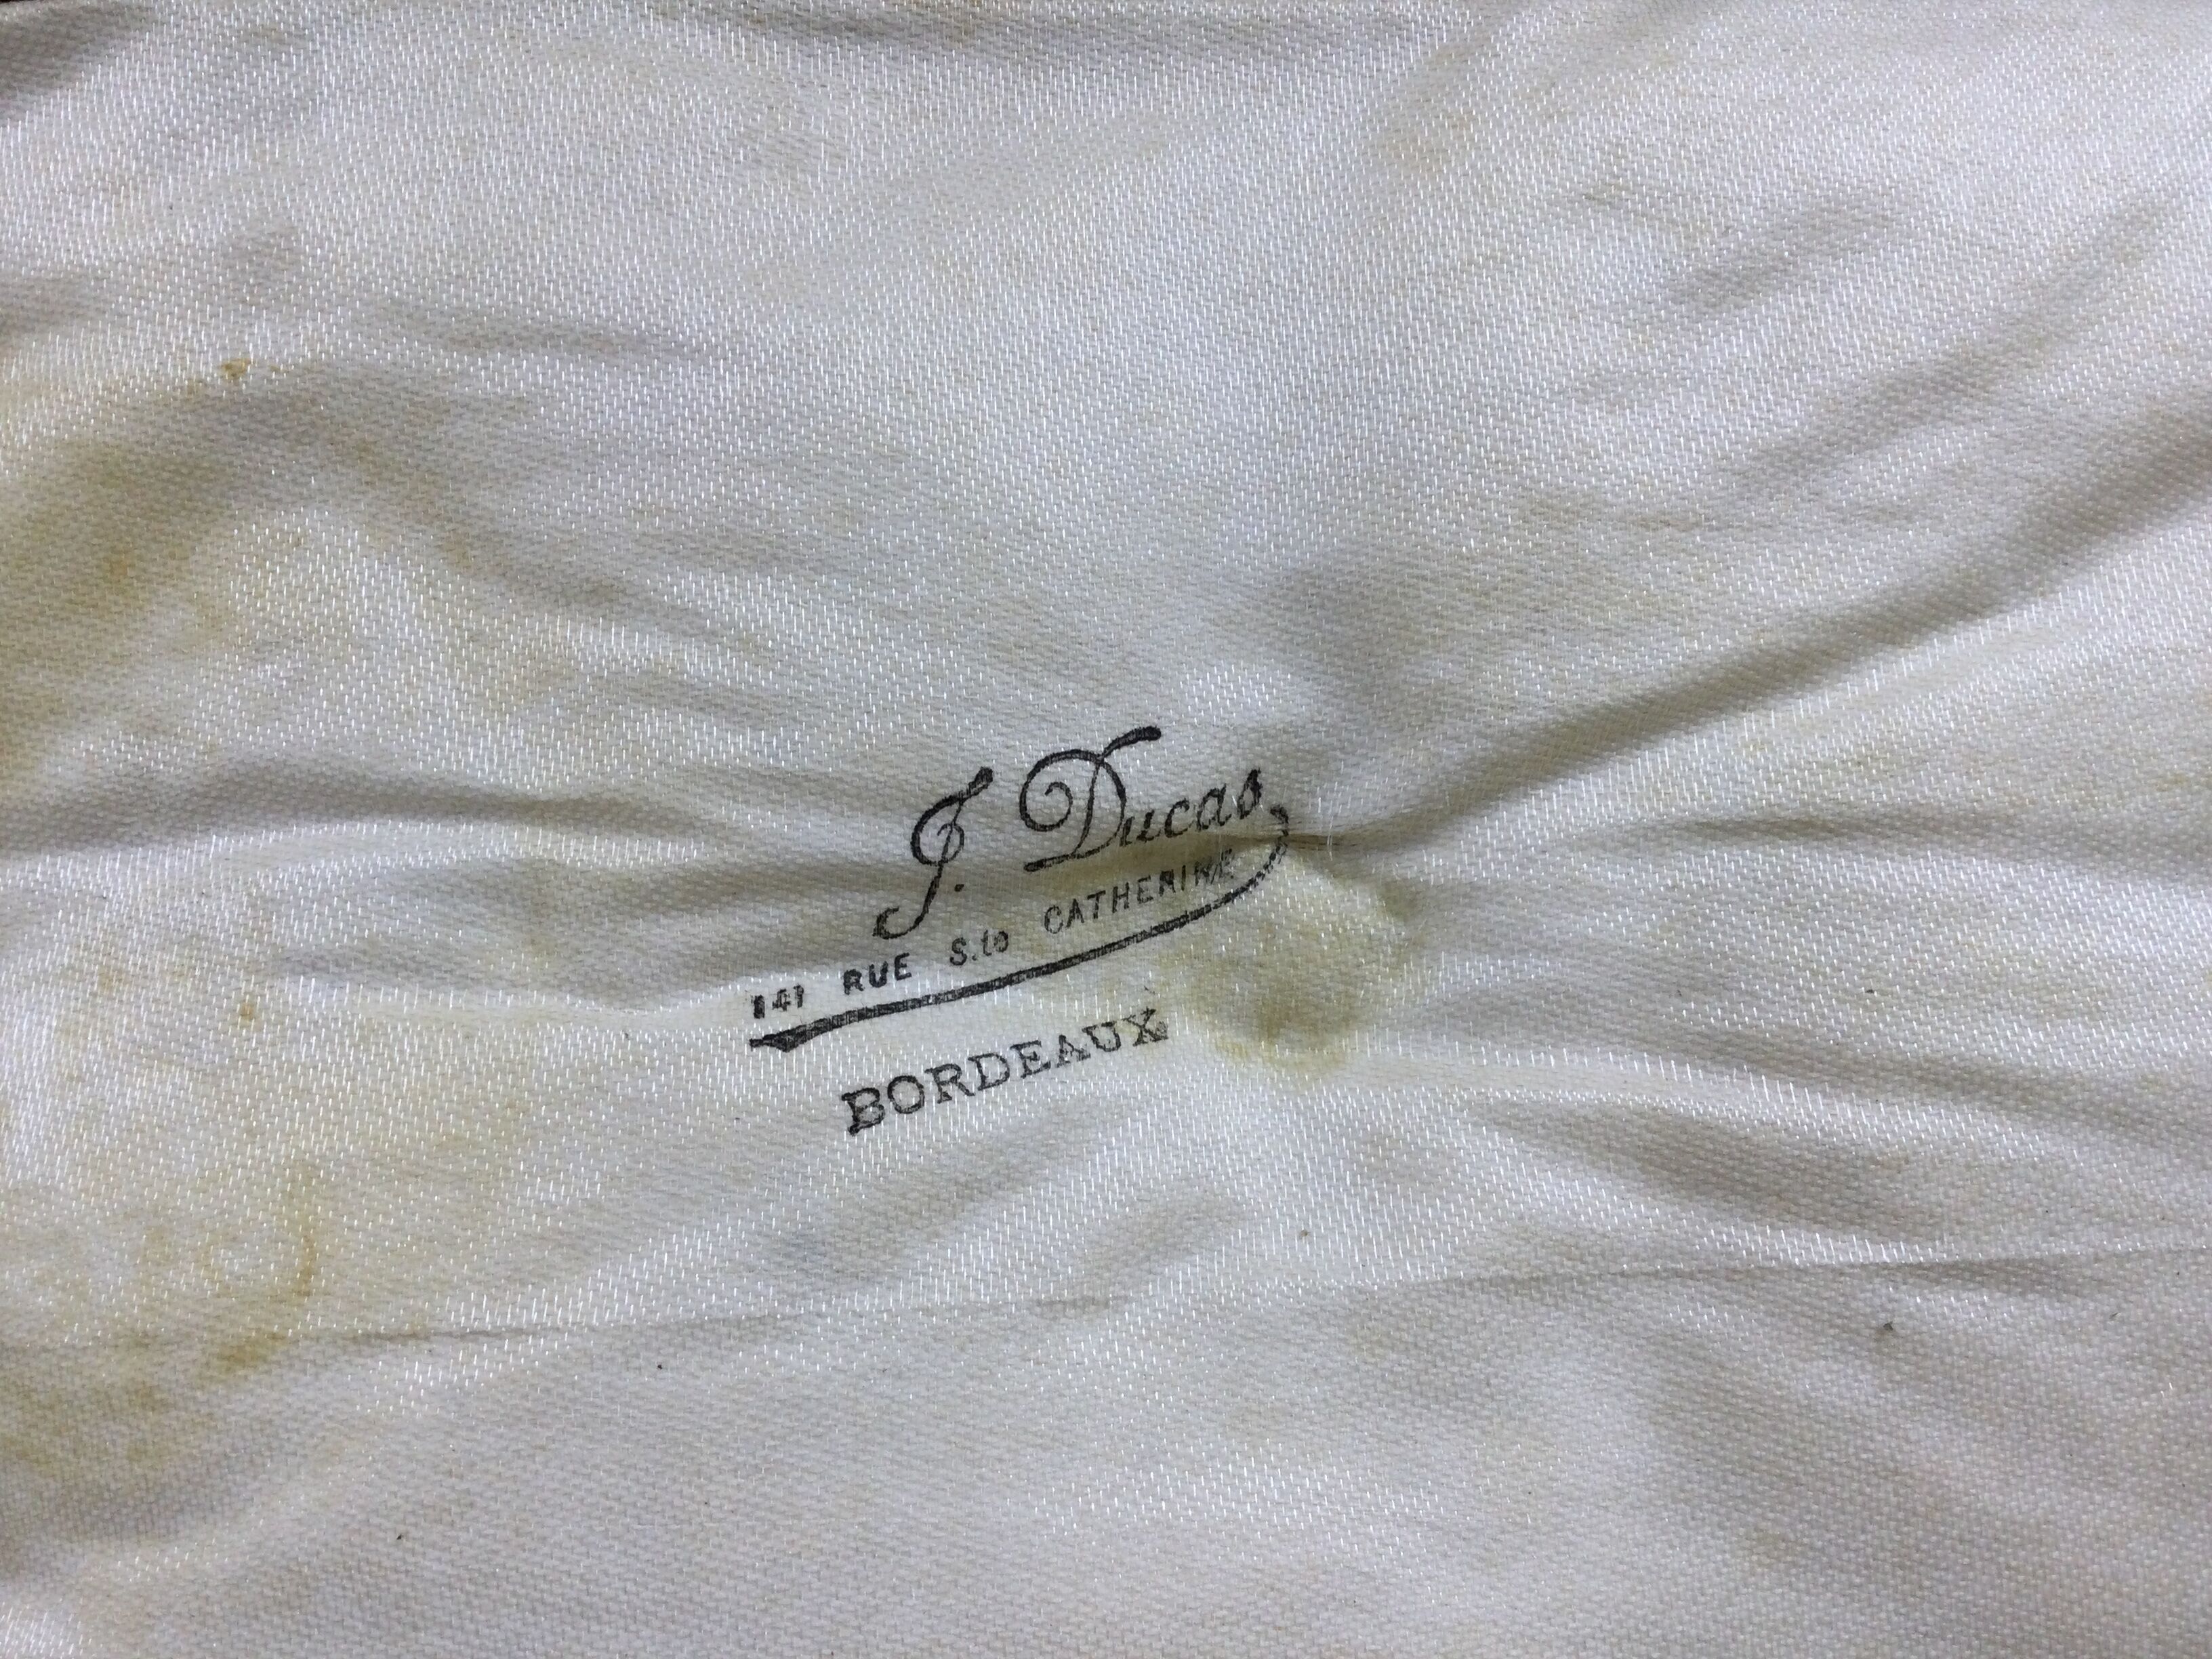 J. Ducas
141 RUE S.te CATHERINE
BORDEAUX